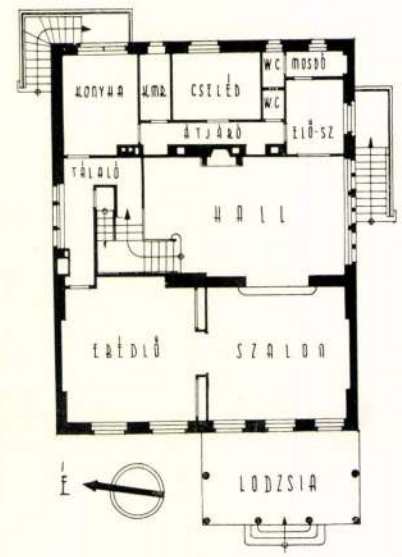 KONYHA
KMR.
CSELÉD
WC
MOSDÓ
WC
ÁTJÁRÓ
ELŐ-SZ
TÁLALÓ
HALL
EBÉDLŐ
SZALON
É
LODZSIA